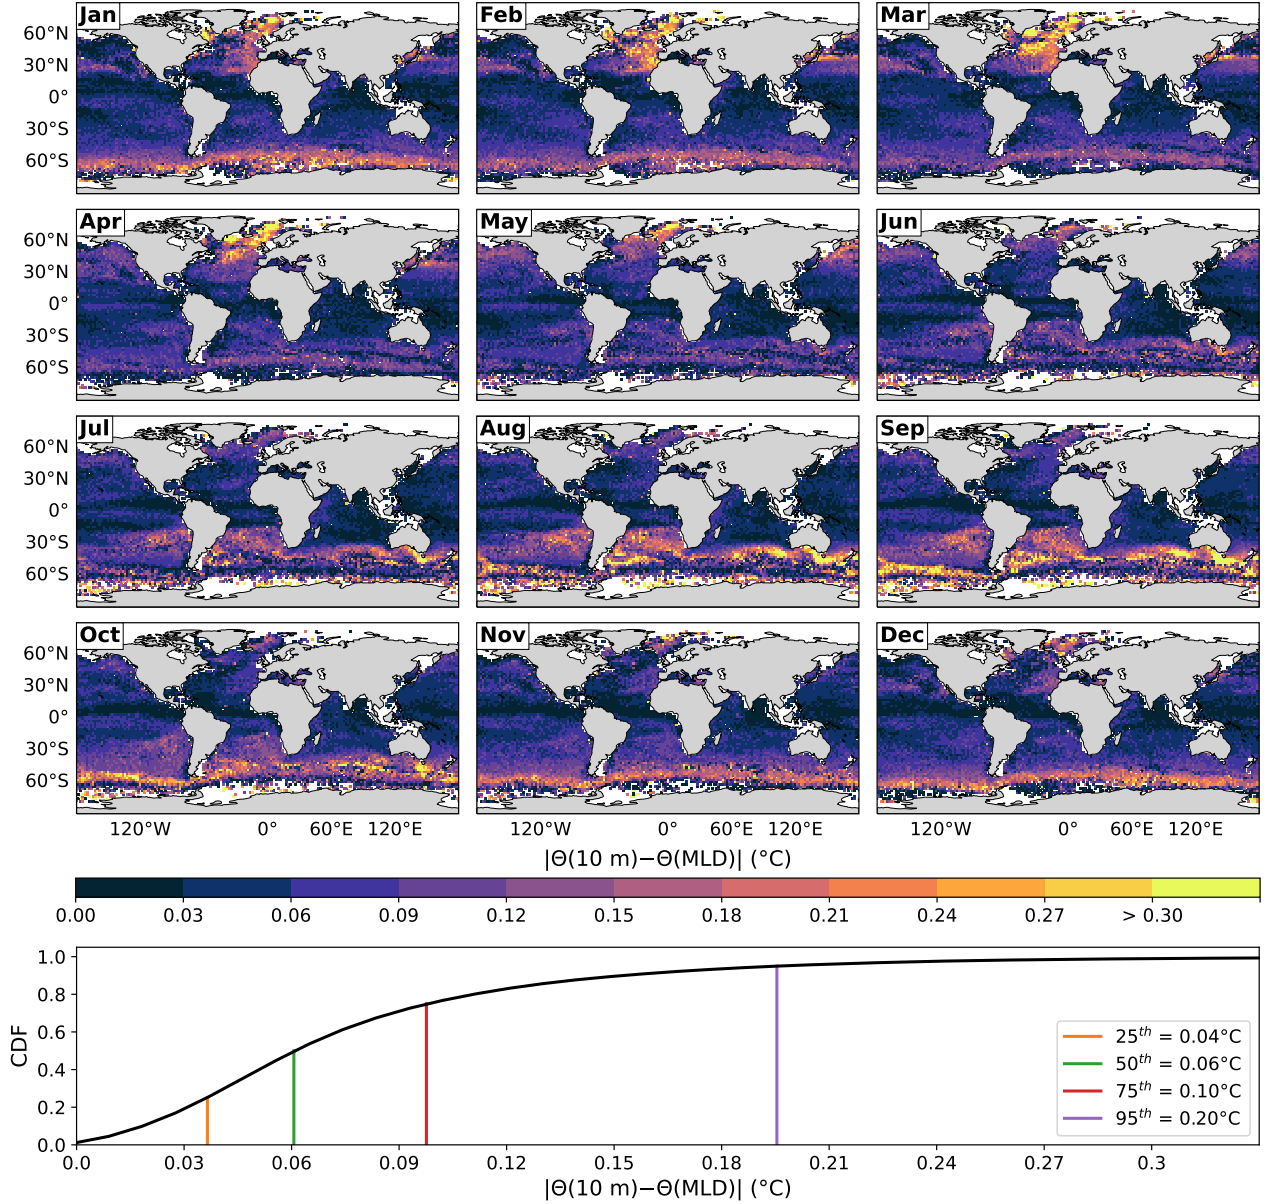 Jan Feb Mar
60°N
30°N
0°
30°S
60°S
Apr May Jun
60°N
30°N
0°
30°S
60°S
Jul Aug Sep
60°N
30°N
0°
30°S
60°S
Oct Nov Dec
60°N
30°N
0°
30°S
60°S
120°W 0° 60°E 120°E 120°W 0° 60°E 120°E 120°W 0° 60°E 120°E
|Θ(10 m)−Θ(MLD)| (°C)
0.00 0.03 0.06 0.09 0.12 0.15 0.18 0.21 0.24 0.27 > 0.30
CDF
1.0
0.8
0.6
0.4
0.2
0.0
25th = 0.04°C
50th = 0.06°C
75th = 0.10°C
95th = 0.20°C
0.0 0.03 0.06 0.09 0.12 0.15 0.18 0.21 0.24 0.27 0.3
|Θ(10 m)−Θ(MLD)| (°C)